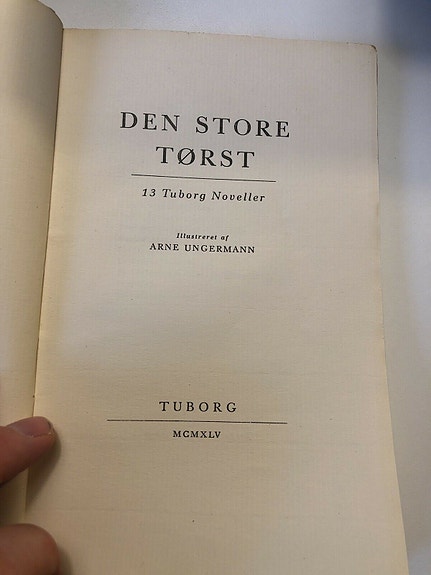 DEN STORE
TØRST
13 Tuborg Noveller
Illustreret af
ARNE UNGERMANN
TUBORG
MCMXLV